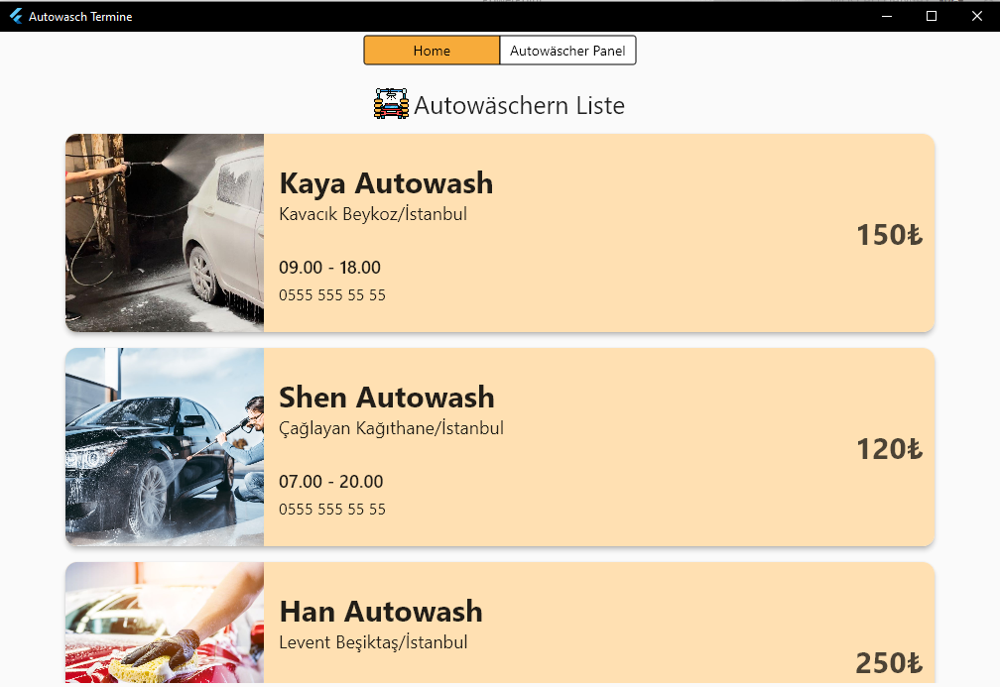 Autowasch Termine
Home
Autowäscher Panel
Autowäschern Liste
Kaya Autowash
Kavacık Beykoz/İstanbul
150₺
09.00 - 18.00
0555 555 55 55
Shen Autowash
Çağlayan Kağıthane/İstanbul
120₺
07.00 - 20.00
0555 555 55 55
Han Autowash
Levent Beşiktaş/İstanbul
250₺